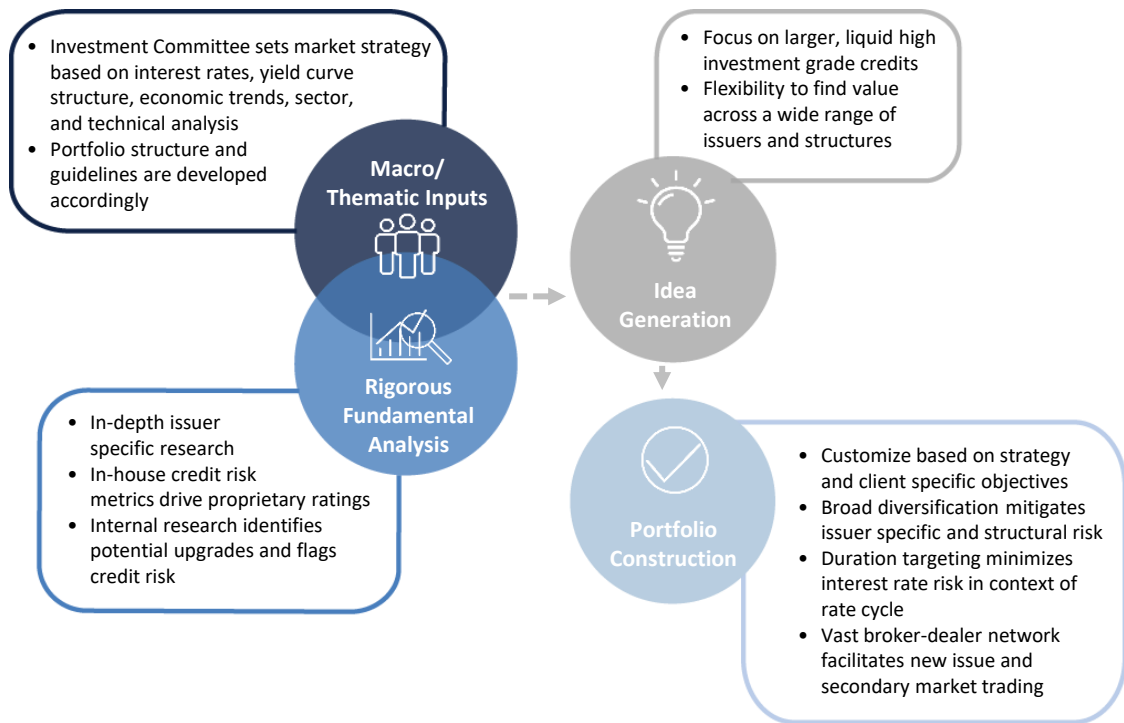 • Investment Committee sets market strategy
based on interest rates, yield curve
structure, economic trends, sector,
and technical analysis
• Portfolio structure and
guidelines are developed
accordingly
Macro/
Thematic Inputs
Rigorous
Fundamental
Analysis
• In-depth issuer
specific research
• In-house credit risk
metrics drive proprietary ratings
• Internal research identifies
potential upgrades and flags
credit risk
• Focus on larger, liquid high
investment grade credits
• Flexibility to find value
across a wide range of
issuers and structures
Idea
Generation
Portfolio
Construction
• Customize based on strategy
and client specific objectives
• Broad diversification mitigates
issuer specific and structural risk
• Duration targeting minimizes
interest rate risk in context of
rate cycle
• Vast broker-dealer network
facilitates new issue and
secondary market trading